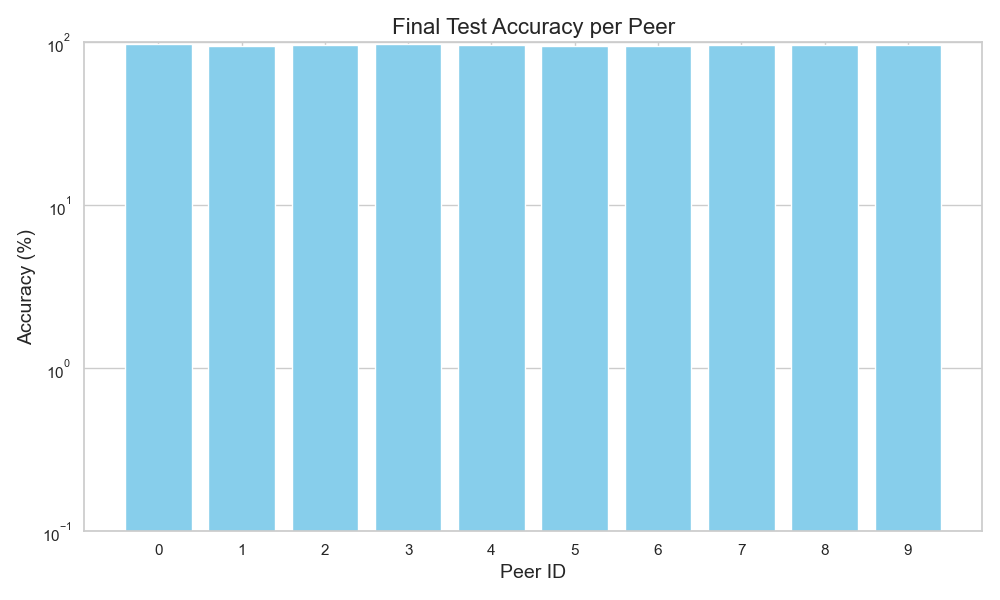 Final Test Accuracy per Peer
Accuracy (%)
10²
10¹
10⁰
10⁻¹
0 1 2 3 4 5 6 7 8 9
Peer ID